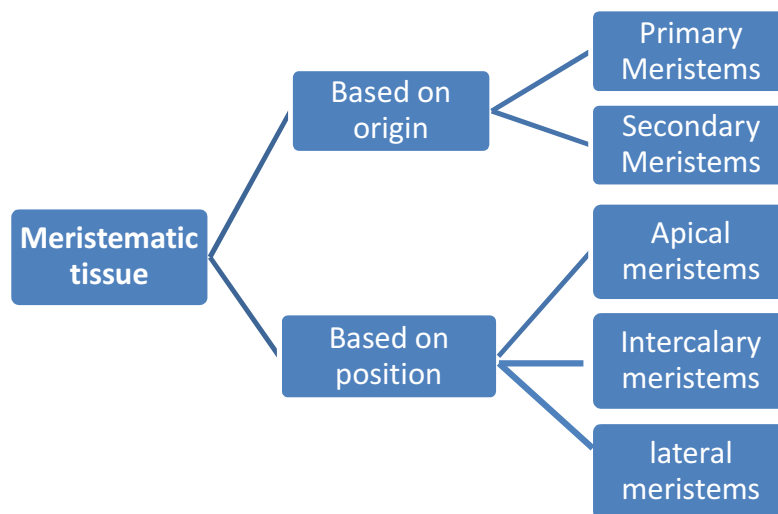 Meristematic
tissue
Based on
origin
Primary
Meristems
Secondary
Meristems
Based on
position
Apical
meristems
Intercalary
meristems
lateral
meristems